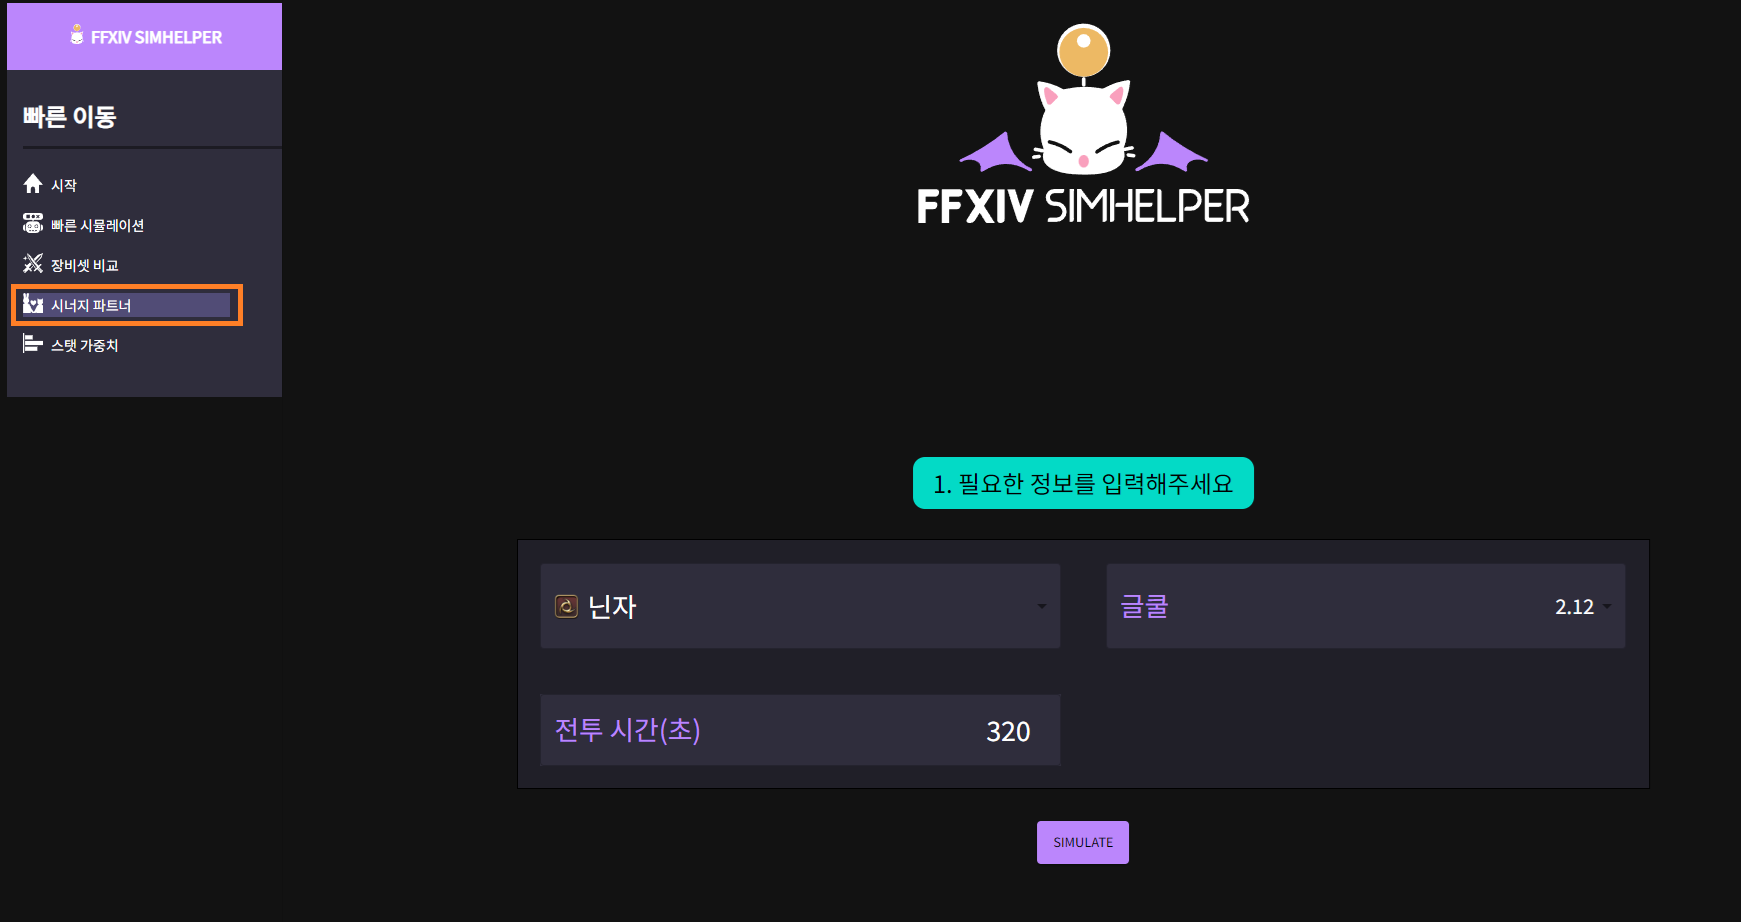 FFXIV SIMHELPER
빠른 이동
시작
빠른 시뮬레이션
장비셋 비교
시너지 파트너
스탯 가중치
FFXIV SIMHELPER
1. 필요한 정보를 입력해주세요
닌자
글쿨 2.12
전투 시간(초) 320
SIMULATE